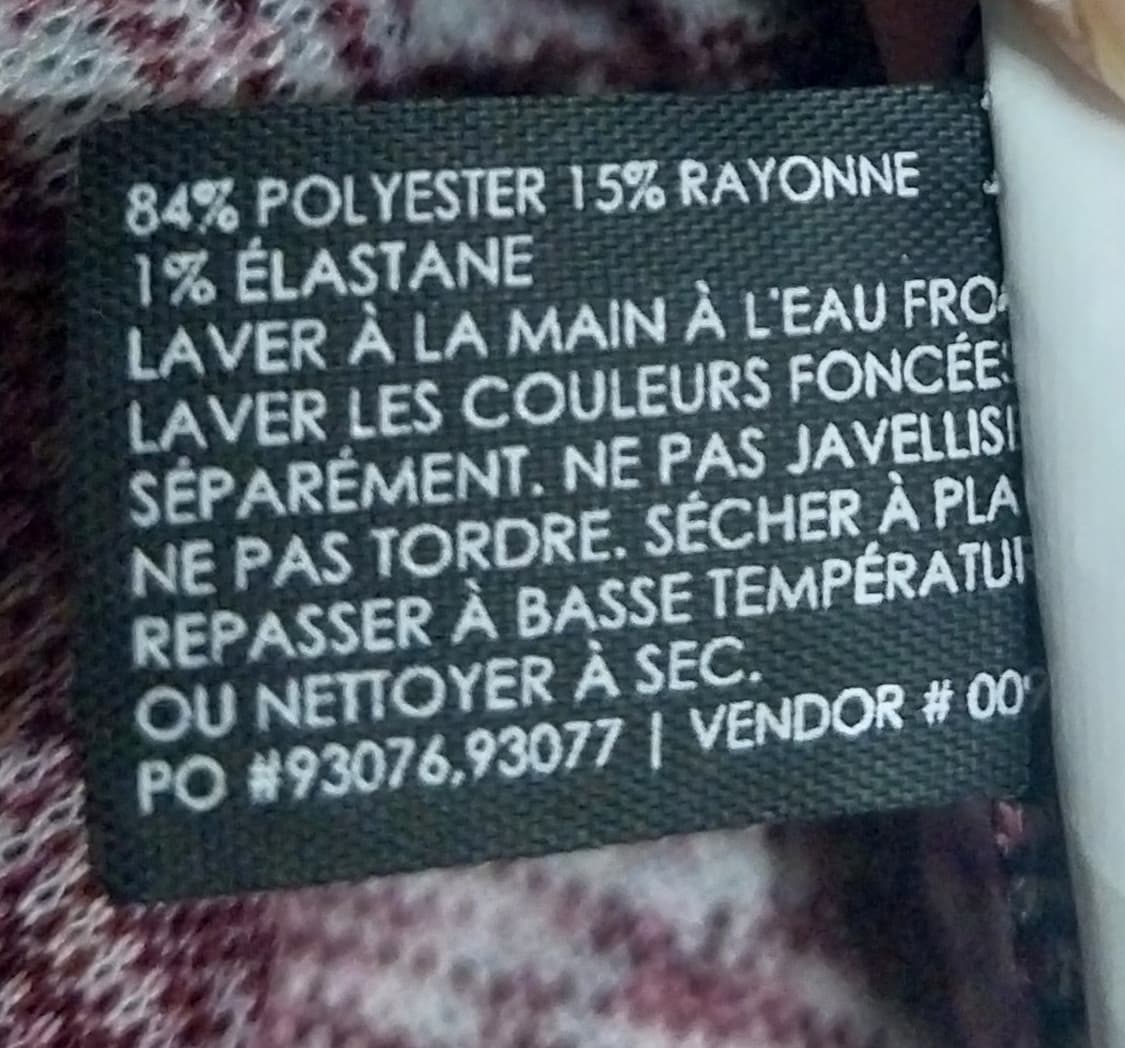 84% POLYESTER 15% RAYONNE
1% ÉLASTANE
LAVER À LA MAIN À L'EAU
LAVER LES COULEURS
SÉPARÉMENT. NE PAS
NE PAS TORDRE. SÉCHER À
REPASSER À BASSE
OU NETTOYER À SEC.
PO #93076,93077 | VENDOR #